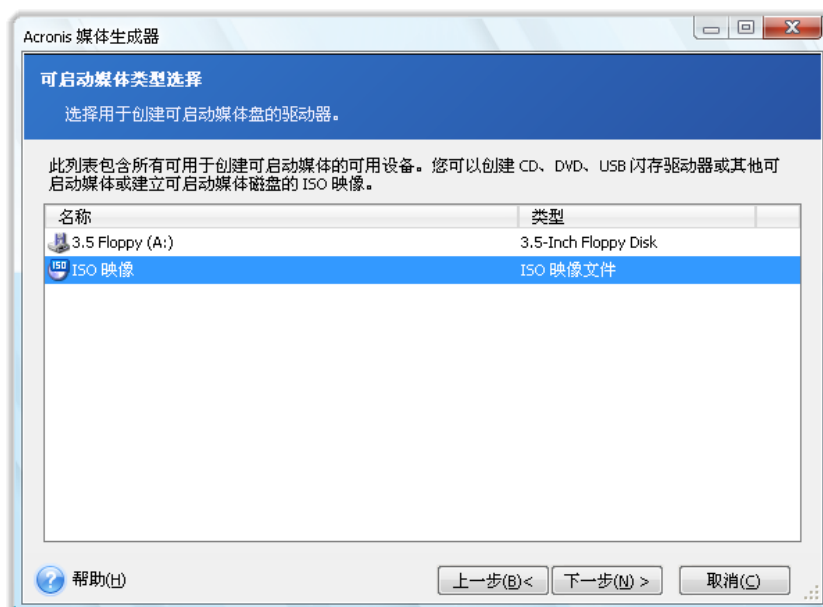 Acronis 媒体生成器
可启动媒体类型选择
选择用于创建可启动媒体盘的驱动器。
此列表包含所有可用于创建可启动媒体的可用设备。您可以创建 CD、DVD、USB 闪存驱动器或其他可
启动媒体或建立可启动媒体磁盘的 ISO 映像。
名称 类型
3.5 Floppy (A:) 3.5-Inch Floppy Disk
ISO ISO 映像 ISO 映像文件
帮助(H) 上一步(B)< 下一步(N) > 取消(C)